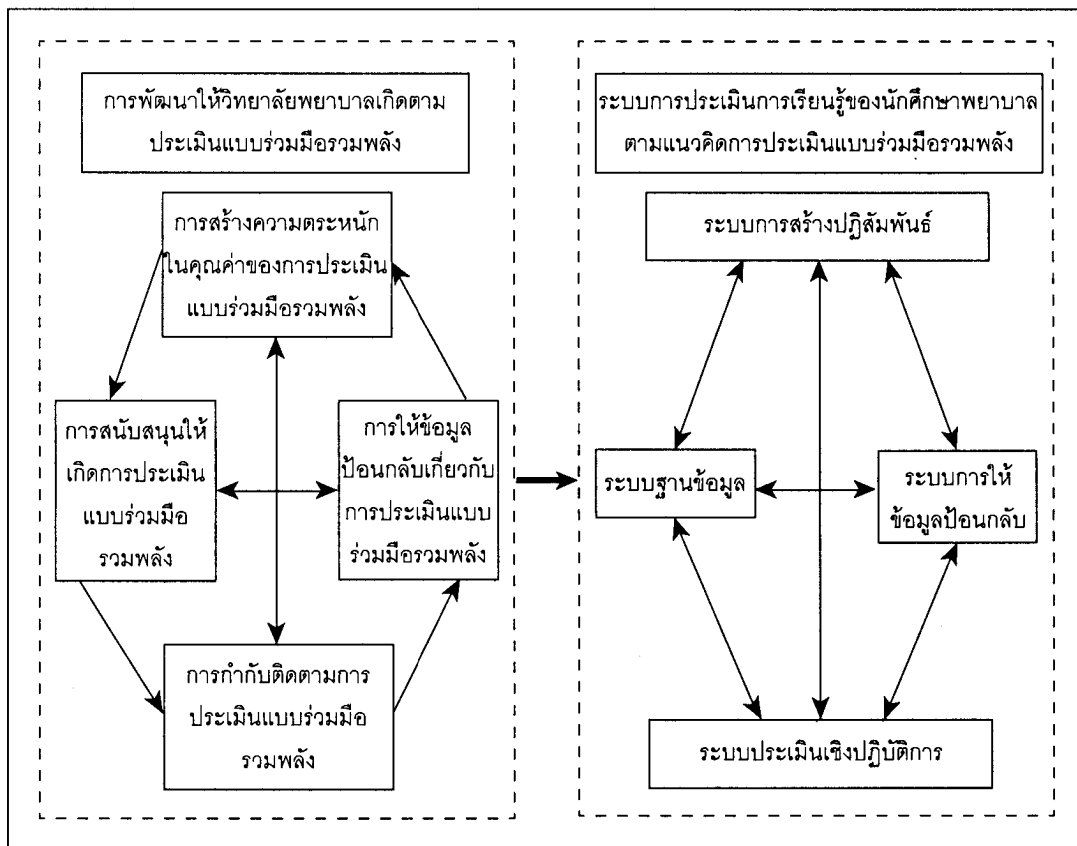 การพัฒนาให้วิทยาลัยพยาบาลเกิดตาม
ประเมินแบบร่วมมือรวมพลัง
การสร้างความตระหนัก
ในคุณค่าของการประเมิน
แบบร่วมมือรวมพลัง
การสนับสนุนให้
เกิดการประเมิน
แบบร่วมมือ
รวมพลัง
การให้ข้อมูล
ป้อนกลับเกี่ยวกับ
การประเมินแบบ
ร่วมมือรวมพลัง
การกำกับติดตามการ
ประเมินแบบร่วมมือ
รวมพลัง
ระบบการประเมินการเรียนรู้ของนักศึกษาพยาบาล
ตามแนวคิดการประเมินแบบร่วมมือรวมพลัง
ระบบการสร้างปฏิสัมพันธ์
ระบบฐานข้อมูล
ระบบการให้
ข้อมูลป้อนกลับ
ระบบประเมินเชิงปฏิบัติการ